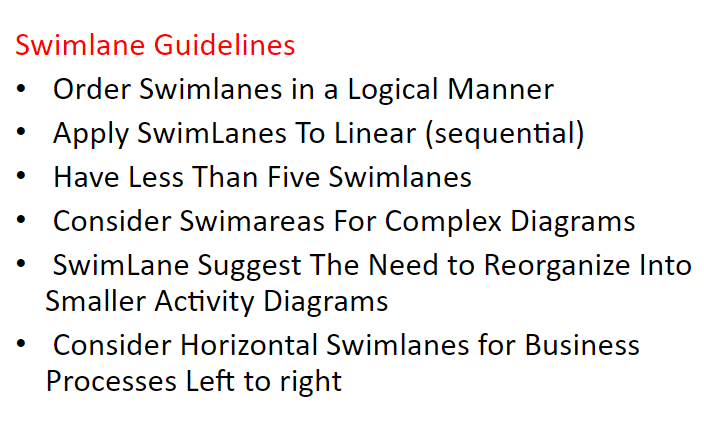 Swimlane Guidelines
• Order Swimlanes in a Logical Manner
• Apply SwimLanes To Linear (sequential)
• Have Less Than Five Swimlanes
• Consider Swimareas For Complex Diagrams
• SwimLane Suggest The Need to Reorganize Into
Smaller Activity Diagrams
• Consider Horizontal Swimlanes for Business
Processes Left to right